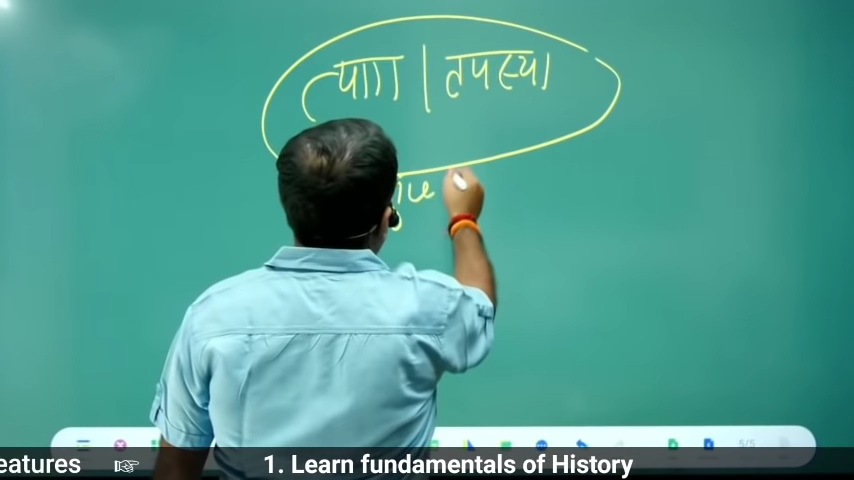 त्याग | तपस्या
eatures ☞ 1. Learn fundamentals of History